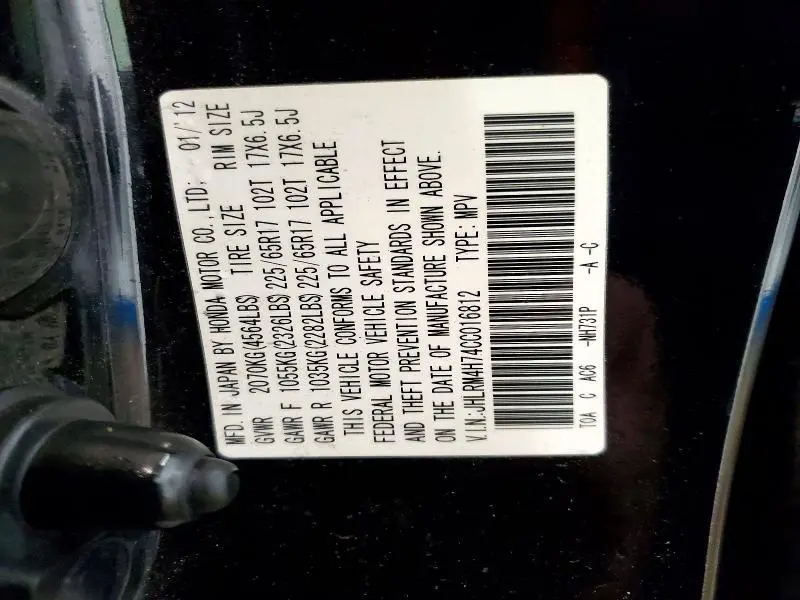 MFD. IN JAPAN BY HONDA MOTOR CO.,LTD; 01/'12
GVWR 2070KG(4564LBS) TIRE SIZE RIM SIZE
GAWR F 1055KG(2326LBS)225/65R17 102T 17X6.5J
GAWR R 1035KG(2282LBS)225/65R17 102T 17X6.5J
THIS VEHICLE CONFORMS TO ALL APPLICABLE
FEDERAL MOTOR VEHICLE SAFETY
AND THEFT PREVENTION STANDARDS IN EFFECT
ON THE DATE OF MANUFACTURE SHOWN ABOVE.
V.I.N.:JHLRM4H74CC016812 TYPE: MPV
T0A C AC6 -NH731P -A -C